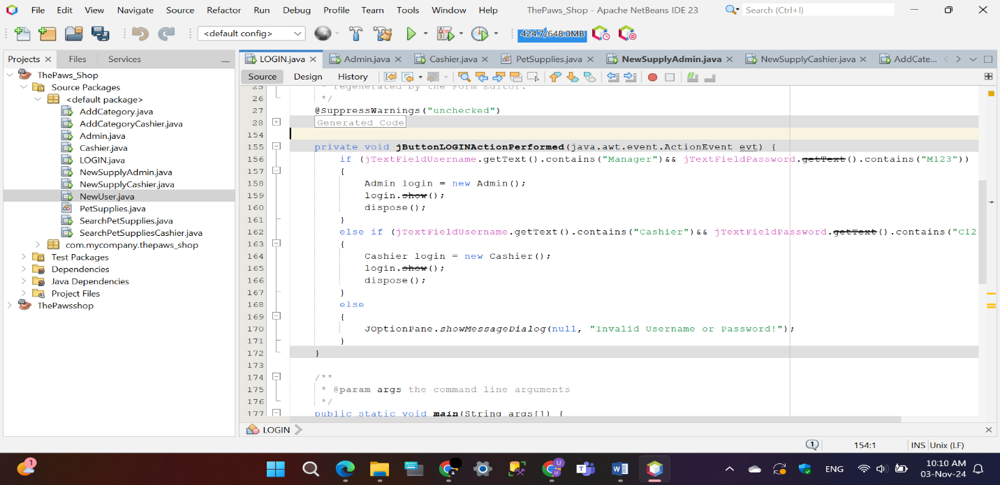 File Edit View Navigate Source Refactor Run Debug Profile Team Tools Window Help ThePaws_Shop - Apache NetBeans IDE 23 Search (Ctrl+I)
<default config> 424.7/648.0MB
Projects Files Services
LOGIN.java Admin.java Cashier.java PetSupplies.java NewSupplyAdmin.java NewSupplyCashier.java AddCate...
Source Design History
ThePaws_Shop
Source Packages
<default package>
AddCategory.java
AddCategoryCashier.java
Admin.java
Cashier.java
LOGIN.java
NewSupplyAdmin.java
NewSupplyCashier.java
NewUser.java
PetSupplies.java
SearchPetSupplies.java
SearchPetSuppliesCashier.java
com.mycompany.thepaws_shop
Test Packages
Dependencies
Java Dependencies
Project Files
ThePawsshop
25 * regenerated by the Form Editor.
26 */
27 @SuppressWarnings("unchecked")
28 Generated Code
154
155 private void jButtonLOGINActionPerformed(java.awt.event.ActionEvent evt) {
156 if (jTextFieldUsername.getText().contains("Manager")&& jTextFieldPassword.getText().contains("M123"))
157 {
158 Admin login = new Admin();
159 login.show();
160 dispose();
161 }
162 else if (jTextFieldUsername.getText().contains("Cashier")&& jTextFieldPassword.getText().contains("C12
163 {
164 Cashier login = new Cashier();
165 login.show();
166 dispose();
167 }
168 else
169 {
170 JOptionPane.showMessageDialog(null, "Invalid Username or Password!");
171 }
172 }
173
174 /**
175 * @param args the command line arguments
176 */
177 public static void main(String args[]) {
LOGIN
1 154:1 INS Unix (LF)
1 ENG 10:10 AM
03-Nov-24